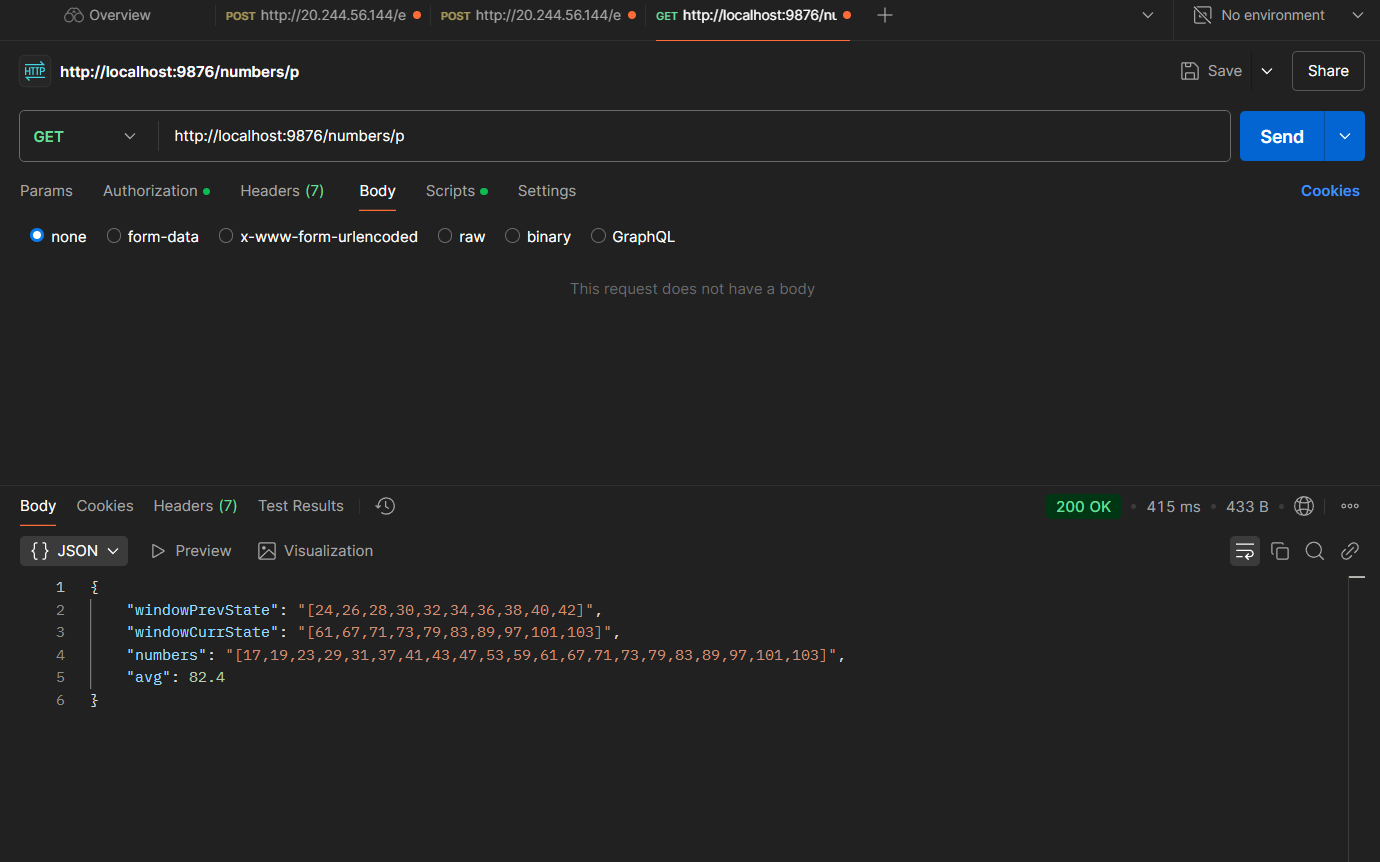 Overview POST http://20.244.56.144/e POST http://20.244.56.144/e GET http://localhost:9876/nu No environment
HTTP http://localhost:9876/numbers/p Save Share
GET http://localhost:9876/numbers/p Send
Params Authorization Headers (7) Body Scripts Settings Cookies
none form-data x-www-form-urlencoded raw binary GraphQL
This request does not have a body
Body Cookies Headers (7) Test Results 200 OK • 415 ms • 433 B •
{} JSON Preview Visualization
1 {
2 "windowPrevState": "[24,26,28,30,32,34,36,38,40,42]",
3 "windowCurrState": "[61,67,71,73,79,83,89,97,101,103]",
4 "numbers": "[17,19,23,29,31,37,41,43,47,53,59,61,67,71,73,79,83,89,97,101,103]",
5 "avg": 82.4
6 }